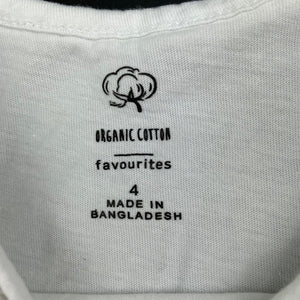 ORGANIC COTTON
favourites
4
MADE IN
BANGLADESH